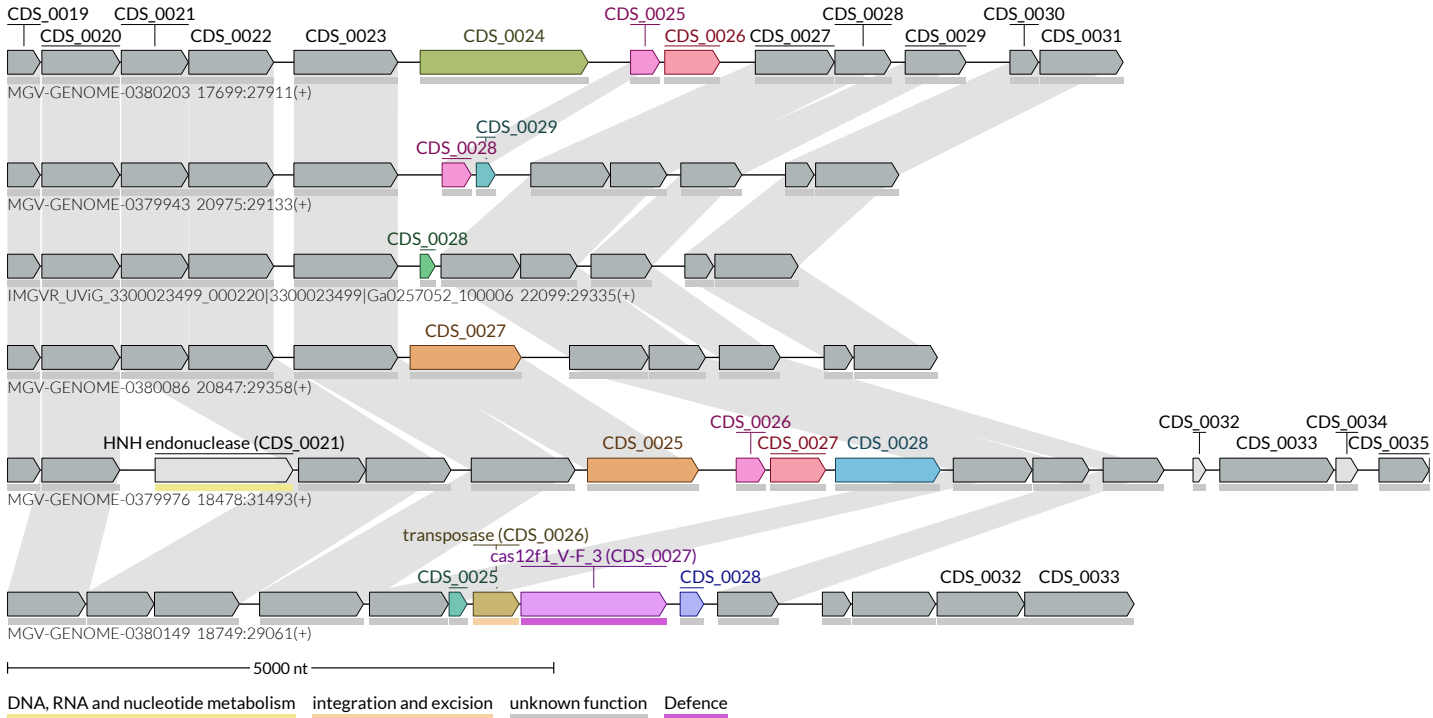 CDS_0019 CDS_0021 CDS_0025 CDS_0028 CDS_0030
CDS_0020 CDS_0022 CDS_0023 CDS_0024 CDS_0026 CDS_0027 CDS_0029 CDS_0031
MGV-GENOME-0380203 17699:27911(+)
CDS_0029
CDS_0028
MGV-GENOME-0379943 20975:29133(+)
CDS_0028
IMGVR_UViG_3300023499_000220|3300023499|Ga0257052_100006 22099:29335(+)
CDS_0027
MGV-GENOME-0380086 20847:29358(+)
CDS_0026 CDS_0032 CDS_0034
HNH endonuclease (CDS_0021) CDS_0025 CDS_0027 CDS_0028 CDS_0033 CDS_0035
MGV-GENOME-0379976 18478:31493(+)
transposase (CDS_0026)
cas12f1_V-F_3 (CDS_0027)
CDS_0025 CDS_0028 CDS_0032 CDS_0033
MGV-GENOME-0380149 18749:29061(+)
5000 nt
DNA, RNA and nucleotide metabolism integration and excision unknown function Defence